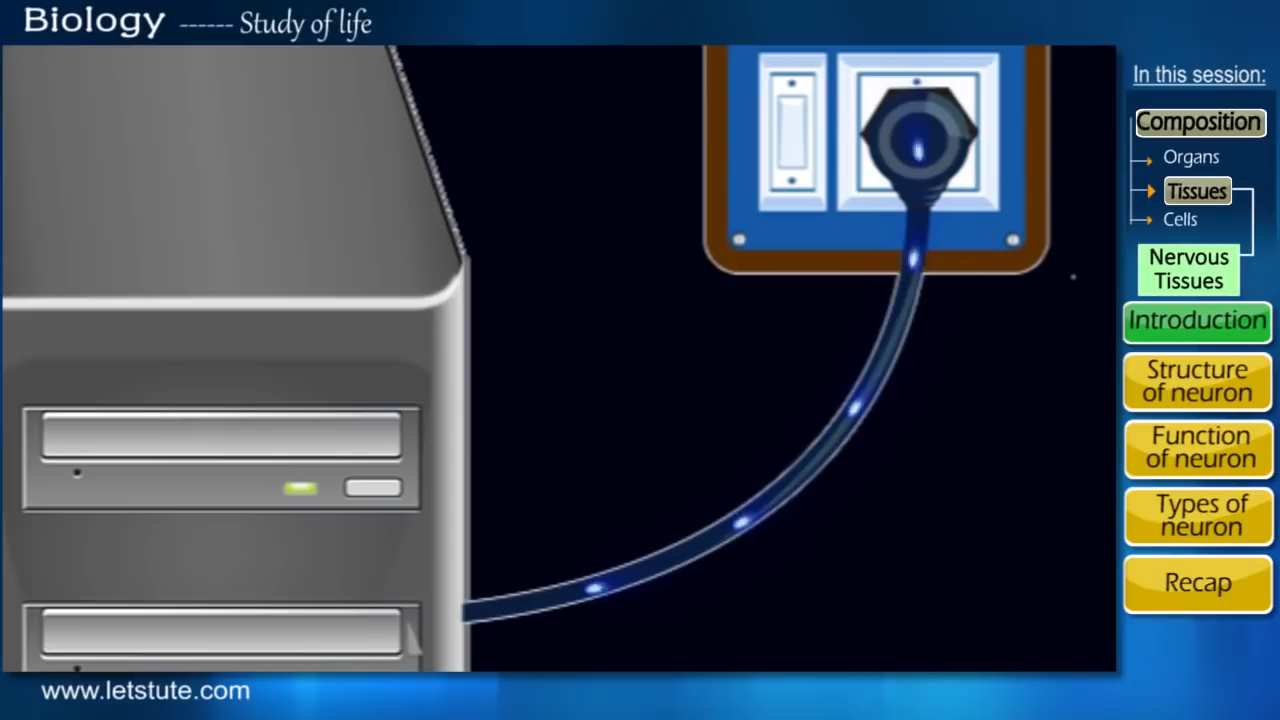 Biology ------ Study of life
In this session:
Composition
Organs
Tissues
Cells
Nervous
Tissues
Introduction
Structure
of neuron
Function
of neuron
Types of
neuron
Recap
www.letstute.com